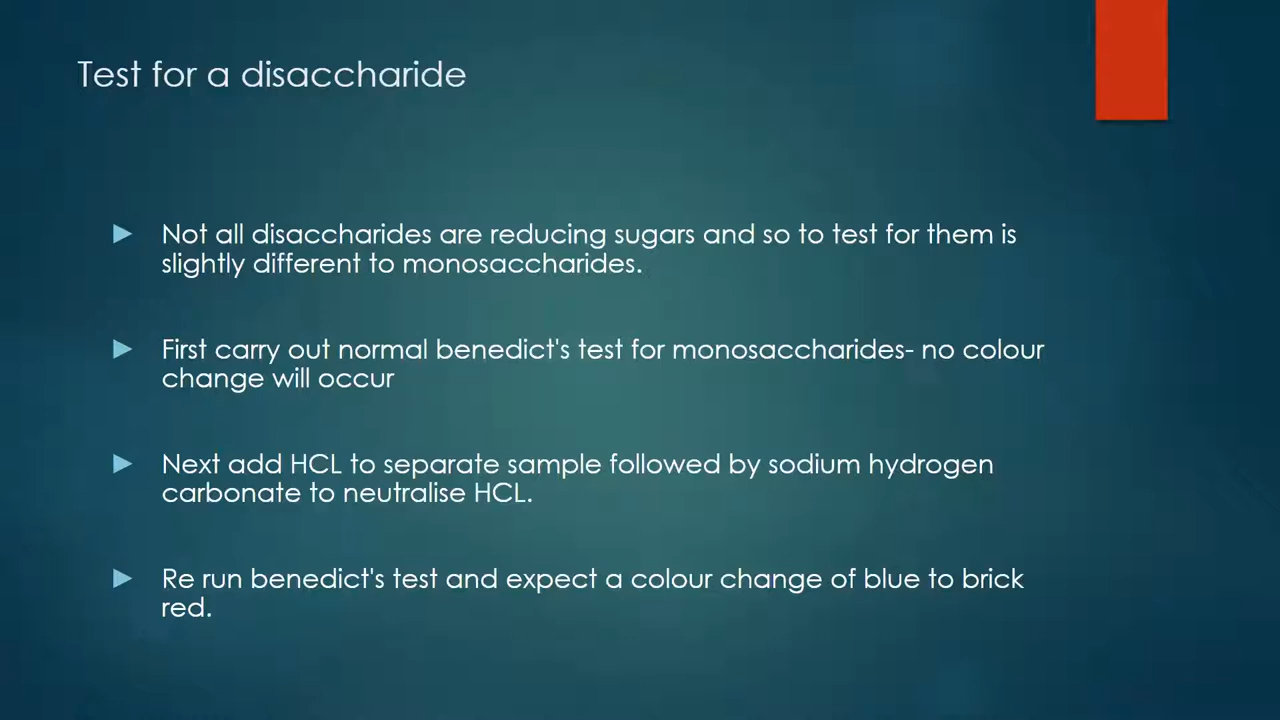 Test for a disaccharide
Not all disaccharides are reducing sugars and so to test for them is
slightly different to monosaccharides.
First carry out normal benedict's test for monosaccharides- no colour
change will occur
Next add HCL to separate sample followed by sodium hydrogen
carbonate to neutralise HCL.
Re run benedict's test and expect a colour change of blue to brick
red.